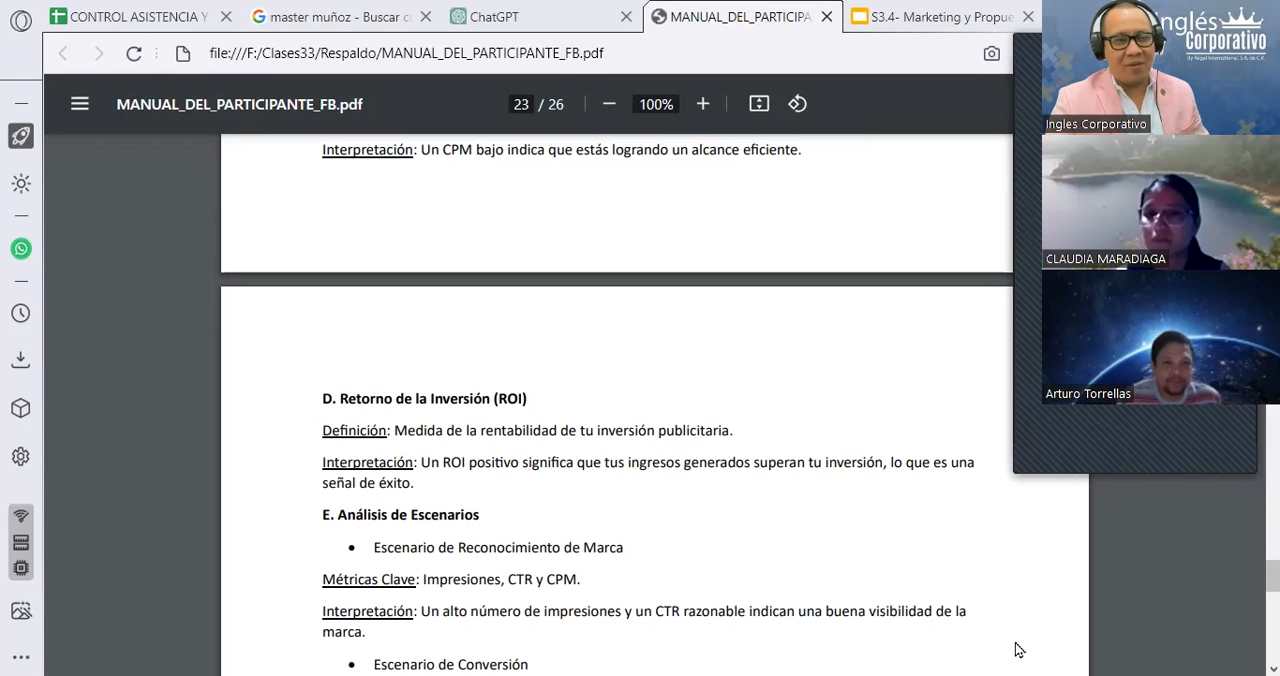 CONTROL ASISTENCIA Y
master muñoz - Buscar c
ChatGPT
MANUAL_DEL_PARTICIPA
S3.4- Marketing y Propue
file:///F:/Clases33/Respaldo/MANUAL_DEL_PARTICIPANTE_FB.pdf
MANUAL_DEL_PARTICIPANTE_FB.pdf
23 / 26
100%
Interpretación: Un CPM bajo indica que estás logrando un alcance eficiente.
D. Retorno de la Inversión (ROI)
Definición: Medida de la rentabilidad de tu inversión publicitaria.
Interpretación: Un ROI positivo significa que tus ingresos generados superan tu inversión, lo que es una
señal de éxito.
E. Análisis de Escenarios
• Escenario de Reconocimiento de Marca
Métricas Clave: Impresiones, CTR y CPM.
Interpretación: Un alto número de impresiones y un CTR razonable indican una buena visibilidad de la
marca.
• Escenario de Conversión
inglés
Corporativo
By Regal International, S.A. de C.V.
Ingles Corporativo
CLAUDIA MARADIAGA
Arturo Torrellas